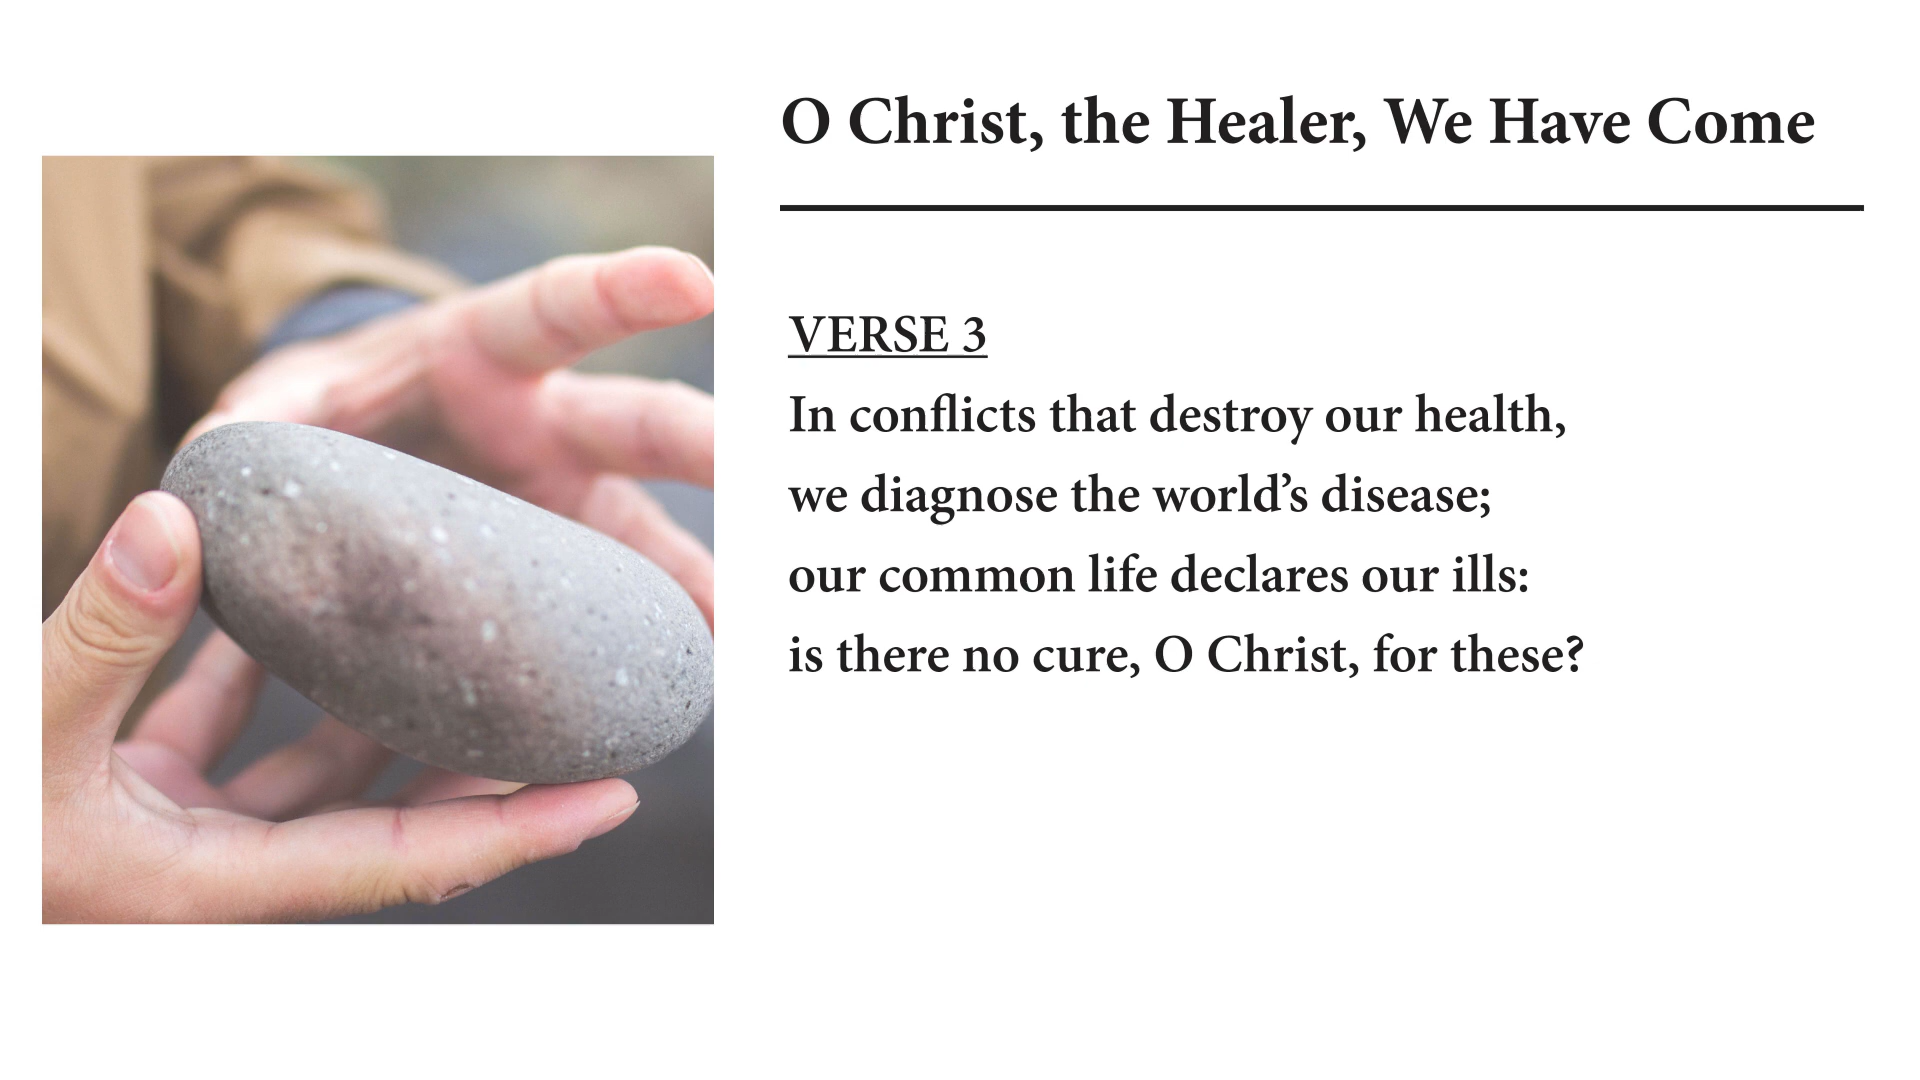 O Christ, the Healer, We Have Come
VERSE 3
In conflicts that destroy our health,
we diagnose the world’s disease;
our common life declares our ills:
is there no cure, O Christ, for these?